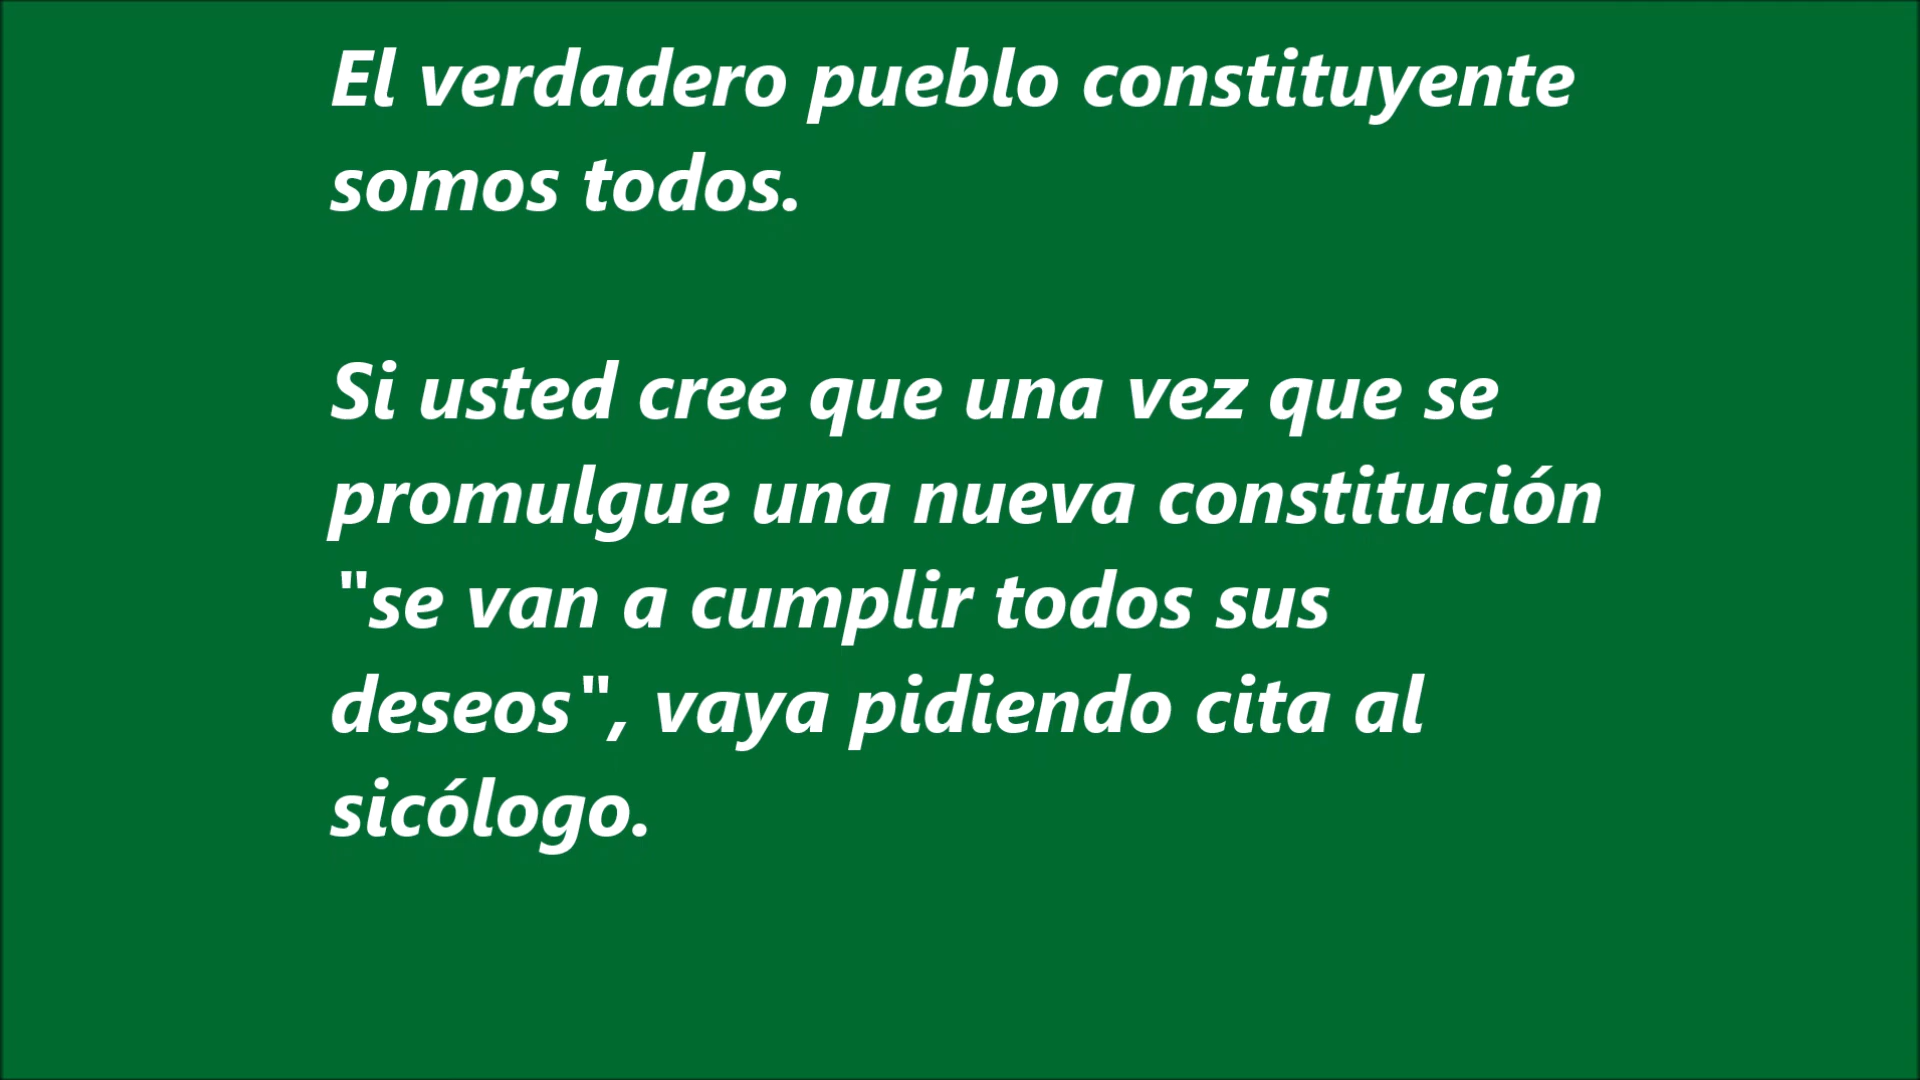 El verdadero pueblo constituyente
somos todos.
Si usted cree que una vez que se
promulgue una nueva constitución
"se van a cumplir todos sus
deseos", vaya pidiendo cita al
sicólogo.